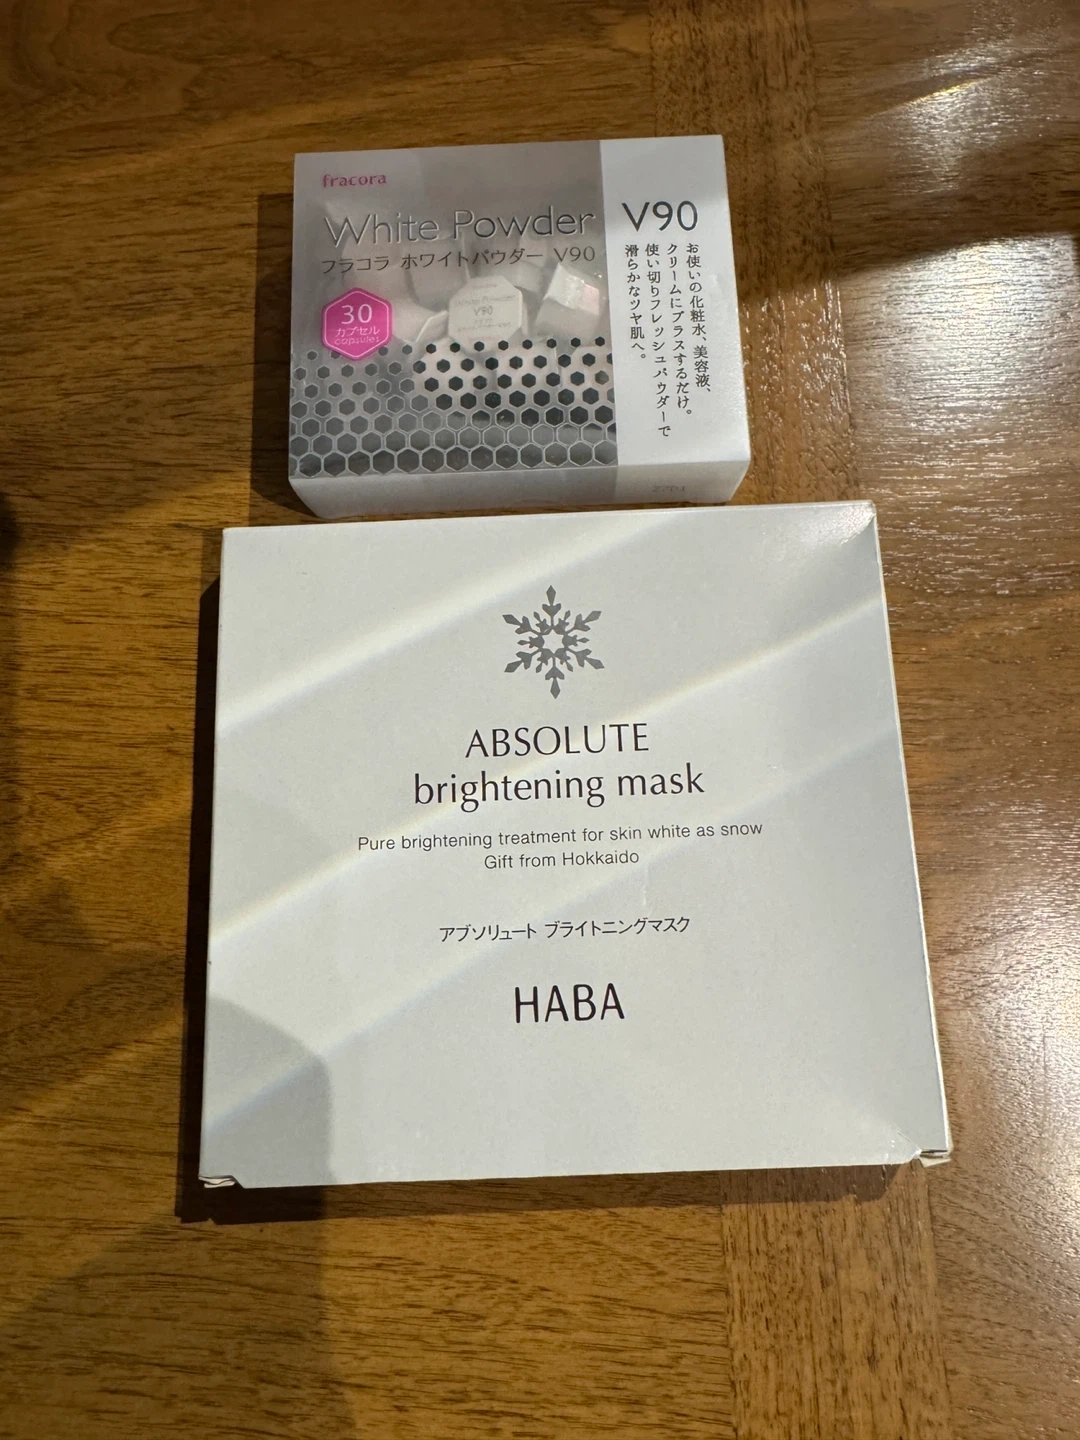 fracora
White Powder
フラコラ ホワイトパウダー V90
30
カプセル
capsules
White Powder
V90
V90
お使いの化粧水、美容液、
クリームにプラスするだけ。
使い切りフレッシュパウダーで
滑らかなツヤ肌へ。
ABSOLUTE
brightening mask
Pure brightening treatment for skin white as snow
Gift from Hokkaido
アブソリュート ブライトニングマスク
HABA